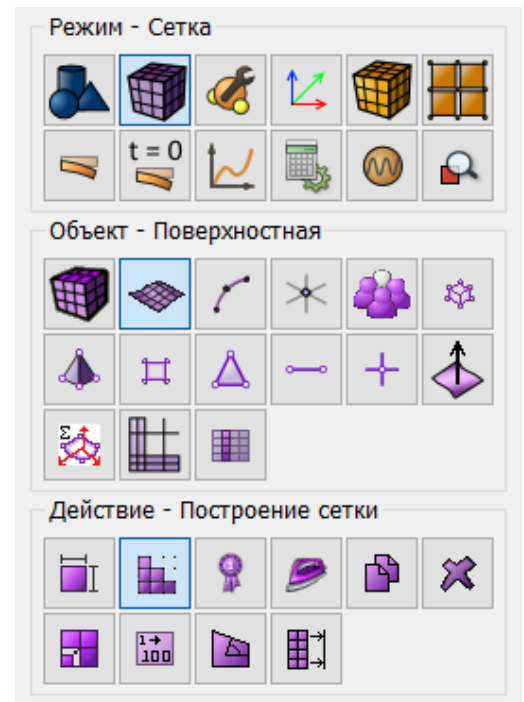 Режим - Сетка
t = 0
Объект - Поверхностная
Σ
Действие - Построение сетки
1
100